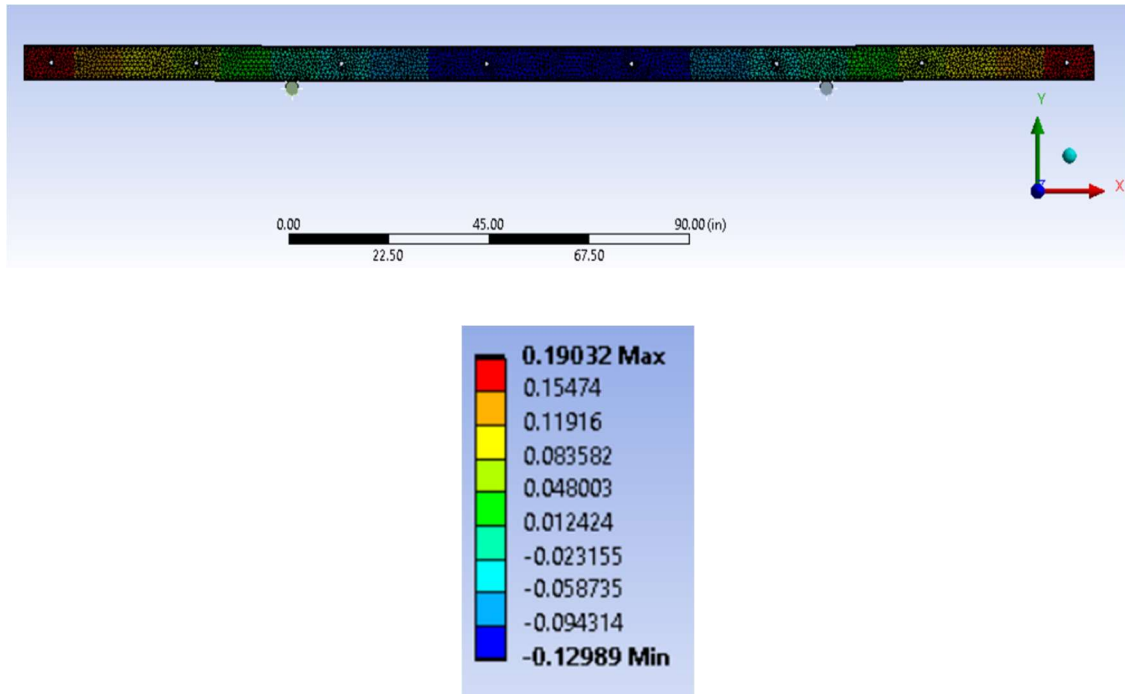 Y
X
Z
0.00 45.00 90.00 (in)
22.50 67.50
0.19032 Max
0.15474
0.11916
0.083582
0.048003
0.012424
-0.023155
-0.058735
-0.094314
-0.12989 Min